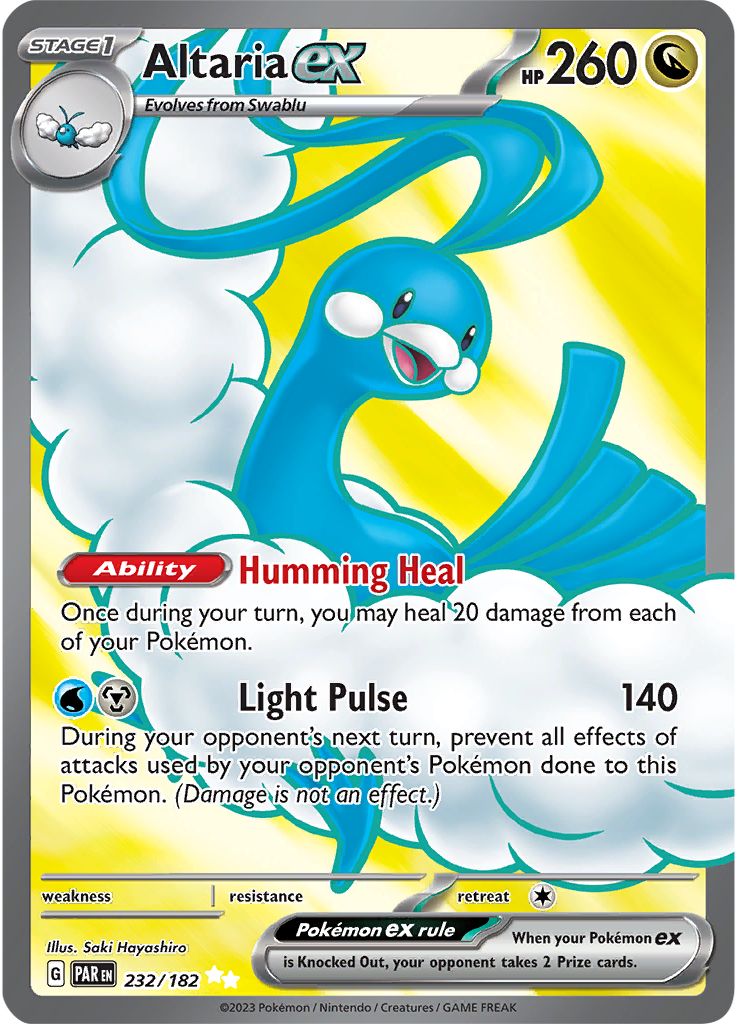 STAGE1
Altaria ex
HP 260
Evolves from Swablu
Ability Humming Heal
Once during your turn, you may heal 20 damage from each
of your Pokémon.
Light Pulse 140
During your opponent's next turn, prevent all effects of
attacks used by your opponent's Pokémon done to this
Pokémon. (Damage is not an effect.)
weakness resistance retreat
Illus. Saki Hayashiro
Pokémon ex rule When your Pokémon ex
is Knocked Out, your opponent takes 2 Prize cards.
G PAR EN 232/182
©2023 Pokémon / Nintendo / Creatures / GAME FREAK